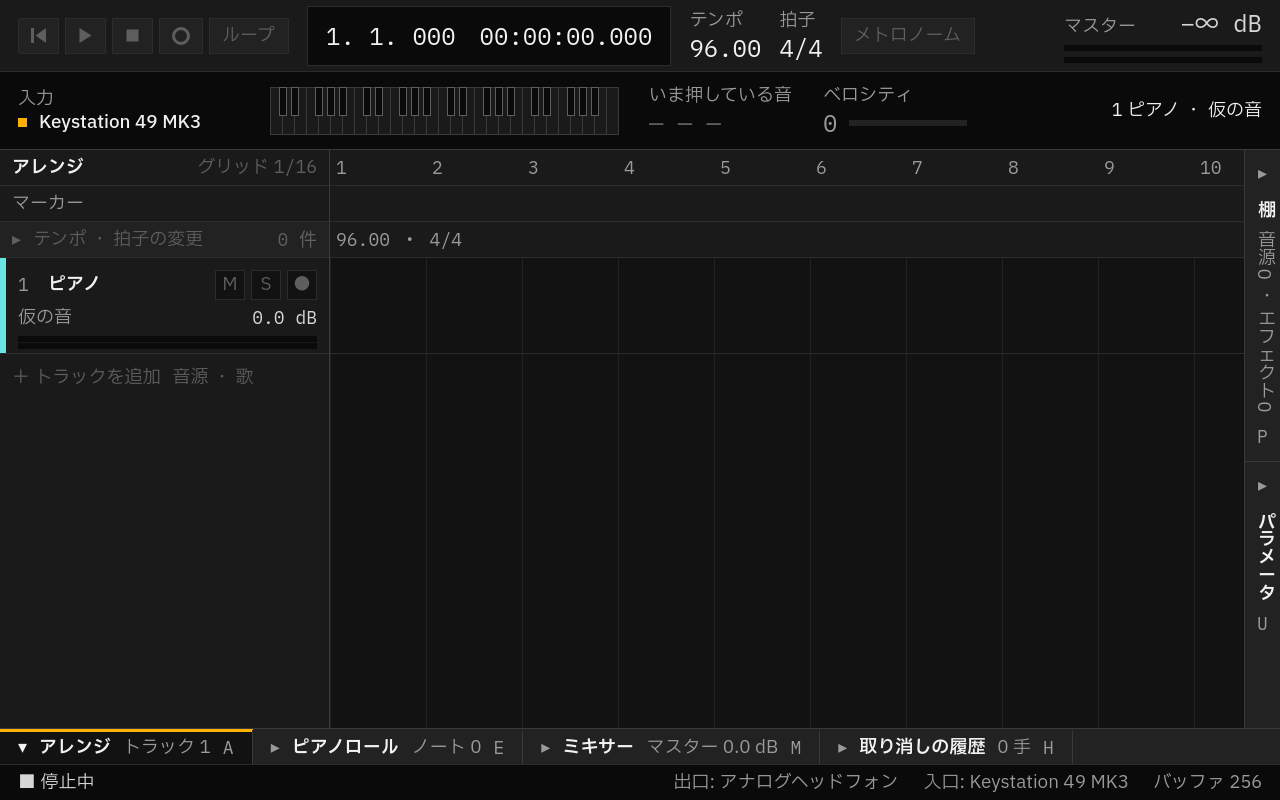 ループ
1. 1. 000 00:00:00.000
テンポ 拍子
96.00 4/4
メトロノーム
マスター −∞ dB
入力
Keystation 49 MK3
いま押している音
— — —
ベロシティ
0
1 ピアノ · 仮の音
アレンジ グリッド 1/16
1 2 3 4 5 6 7 8 9 10
マーカー
▸ テンポ · 拍子の変更 0 件
96.00 · 4/4
1 ピアノ M S
仮の音 0.0 dB
＋ トラックを追加 音源 · 歌
▸ 棚 音源 0 · エフェクト 0 P
▸ パラメータ U
▾ アレンジ トラック 1 A
▸ ピアノロール ノート 0 E
▸ ミキサー マスター 0.0 dB M
▸ 取り消しの履歴 0 手 H
■ 停止中
出口: アナログヘッドフォン 入口: Keystation 49 MK3 バッファ 256